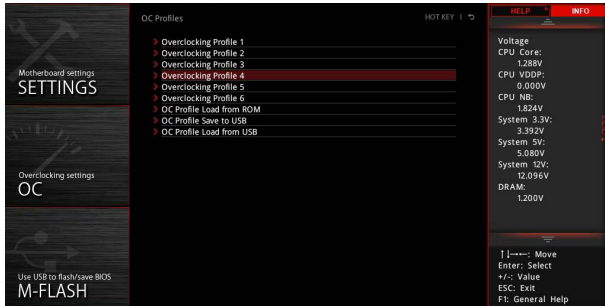 OC Profiles
HOT KEY
HELP
INFO
Overclocking Profile 1
Overclocking Profile 2
Overclocking Profile 3
Overclocking Profile 4
Overclocking Profile 5
Overclocking Profile 6
OC Profile Load from ROM
OC Profile Save to USB
OC Profile Load from USB
Motherboard settings
SETTINGS
Overclocking settings
OC
Use USB to flash/save BIOS
M-FLASH
Voltage
CPU Core:
1.288V
CPU VDDP:
0.000V
CPU NB:
1.824V
System 3.3V:
3.392V
System 5V:
5.080V
System 12V:
12.096V
DRAM:
1.200V
↑↓→←: Move
Enter: Select
+/-: Value
ESC: Exit
F1: General Help